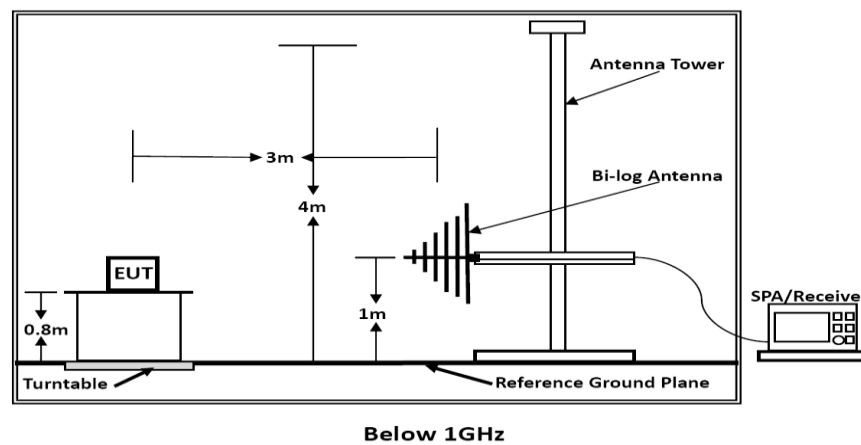 Antenna Tower
3m
Bi-log Antenna
4m
EUT
SPA/Receive
0.8m
1m
Turntable
Reference Ground Plane
Below 1GHz